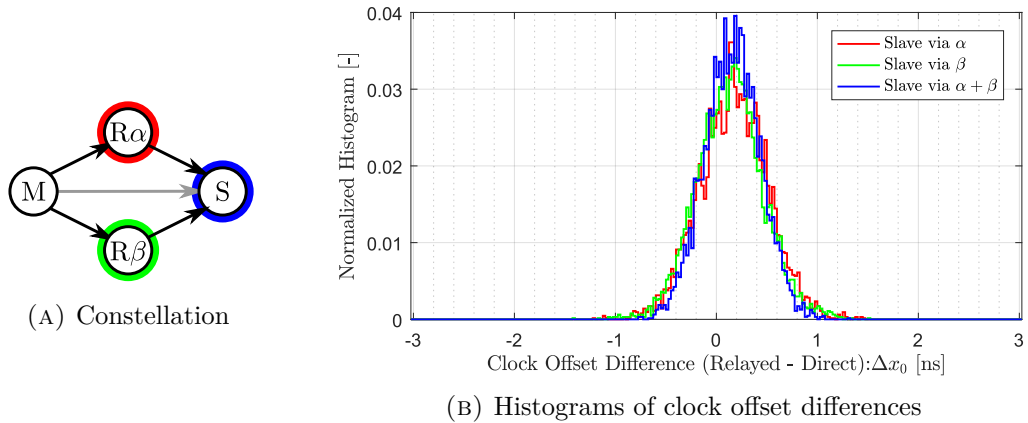 Rα
M
S
Rβ
(A) Constellation
Normalized Histogram [-]
0.04
0.03
0.02
0.01
0
-3
-2
-1
0
1
2
3
Slave via α
Slave via β
Slave via α + β
Clock Offset Difference (Relayed - Direct):Δx₀ [ns]
(B) Histograms of clock offset differences